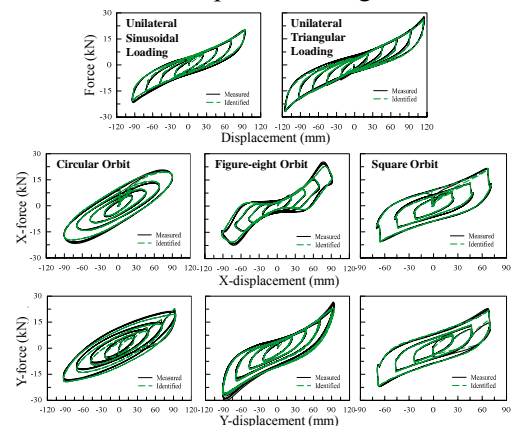 Unilateral Sinusoidal Loading
Unilateral Triangular Loading
Force (kN)
30
15
0
-15
-30
Measured
Identified
Measured
Identified
-120 -90 -60 -30 0 30 60 90 120 -90 -60 -30 0 30 60 90 120
Displacement (mm)
Circular Orbit
Figure-eight Orbit
Square Orbit
X-force (kN)
30
15
0
-15
-30
Measured
Identified
Measured
Identified
Measured
Identified
-120 -90 -60 -30 0 30 60 90 120 -90 -60 -30 0 30 60 90 120 -90 -60 -30 0 30 60 90 120
X-displacement (mm)
Y-force (kN)
30
15
0
-15
-30
Measured
Identified
Measured
Identified
Measured
Identified
-120 -90 -60 -30 0 30 60 90 120 -90 -60 -30 0 30 60 90 120 -90 -60 -30 0 30 60 90 120
Y-displacement (mm)